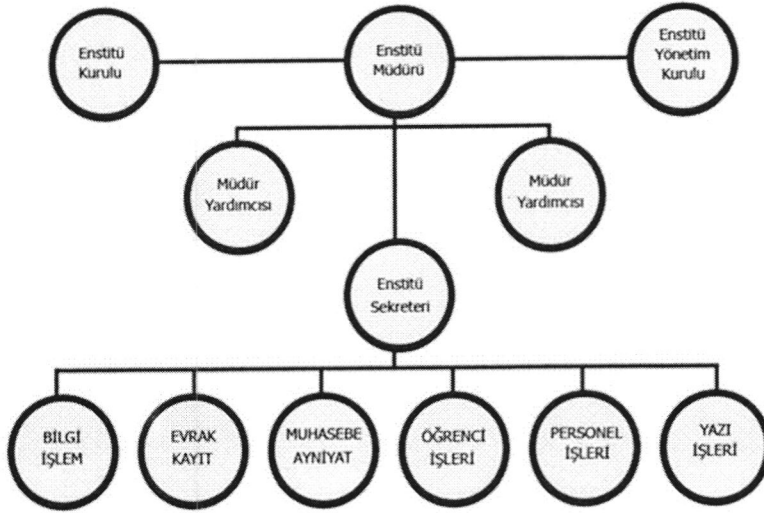 Enstitü
Kurulu
Enstitü
Müdürü
Enstitü
Yönetim
Kurulu
Müdür
Yardımcısı
Müdür
Yardımcısı
Enstitü
Sekreteri
BİLGİ
İŞLEM
EVRAK
KAYIT
MUHASEBE
AYNİYAT
ÖĞRENCİ
İŞLERİ
PERSONEL
İŞLERİ
YAZI
İŞLERİ